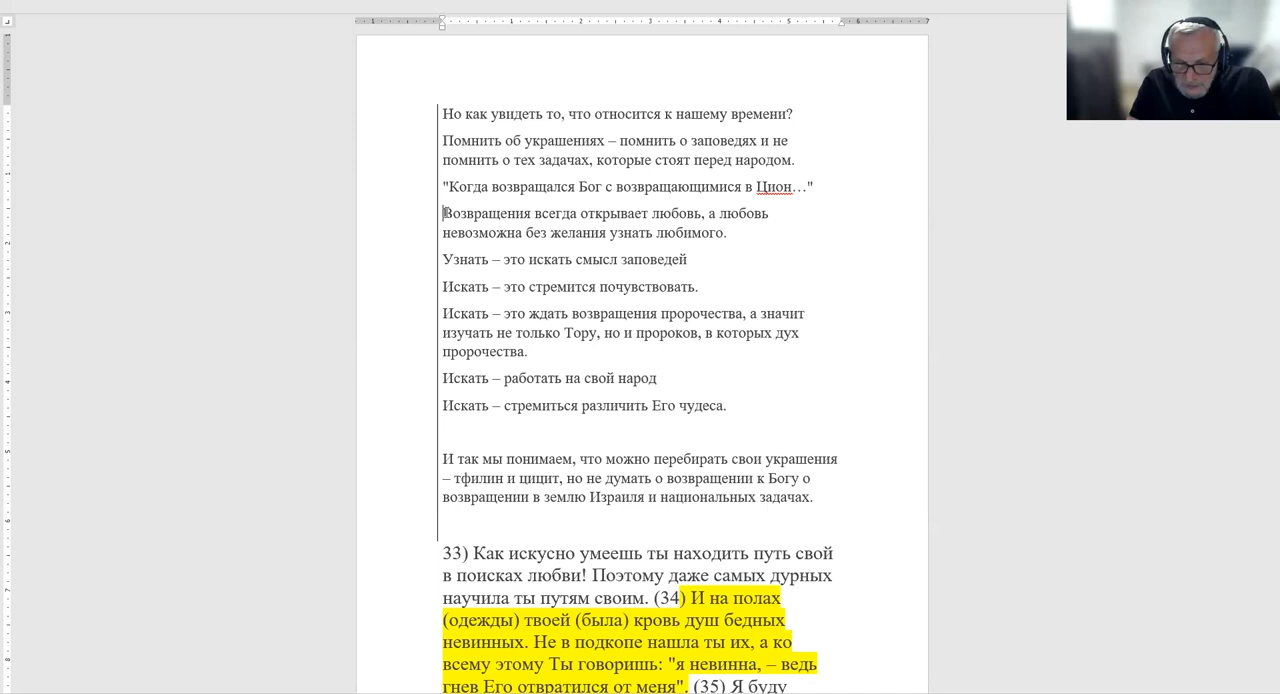 Но как увидеть то, что относится к нашему времени?
Помнить об украшениях – помнить о заповедях и не
помнить о тех задачах, которые стоят перед народом.
"Когда возвращался Бог с возвращающимися в Цион…"
Возвращения всегда открывает любовь, а любовь
невозможна без желания узнать любимого.
Узнать – это искать смысл заповедей
Искать – это стремится почувствовать.
Искать – это ждать возвращения пророчества, а значит
изучать не только Тору, но и пророков, в которых дух
пророчества.
Искать – работать на свой народ
Искать – стремиться различить Его чудеса.
И так мы понимаем, что можно перебирать свои украшения
– тфилин и цицит, но не думать о возвращении к Богу о
возвращении в землю Израиля и национальных задачах.
33) Как искусно умеешь ты находить путь свой
в поисках любви! Поэтому даже самых дурных
научила ты путям своим. (34) И на полах
(одежды) твоей (была) кровь душ бедных
невинных. Не в подкопе нашла ты их, а ко
всему этому Ты говоришь: "я невинна, – ведь
гнев Его отвратился от меня". (35) Я буду